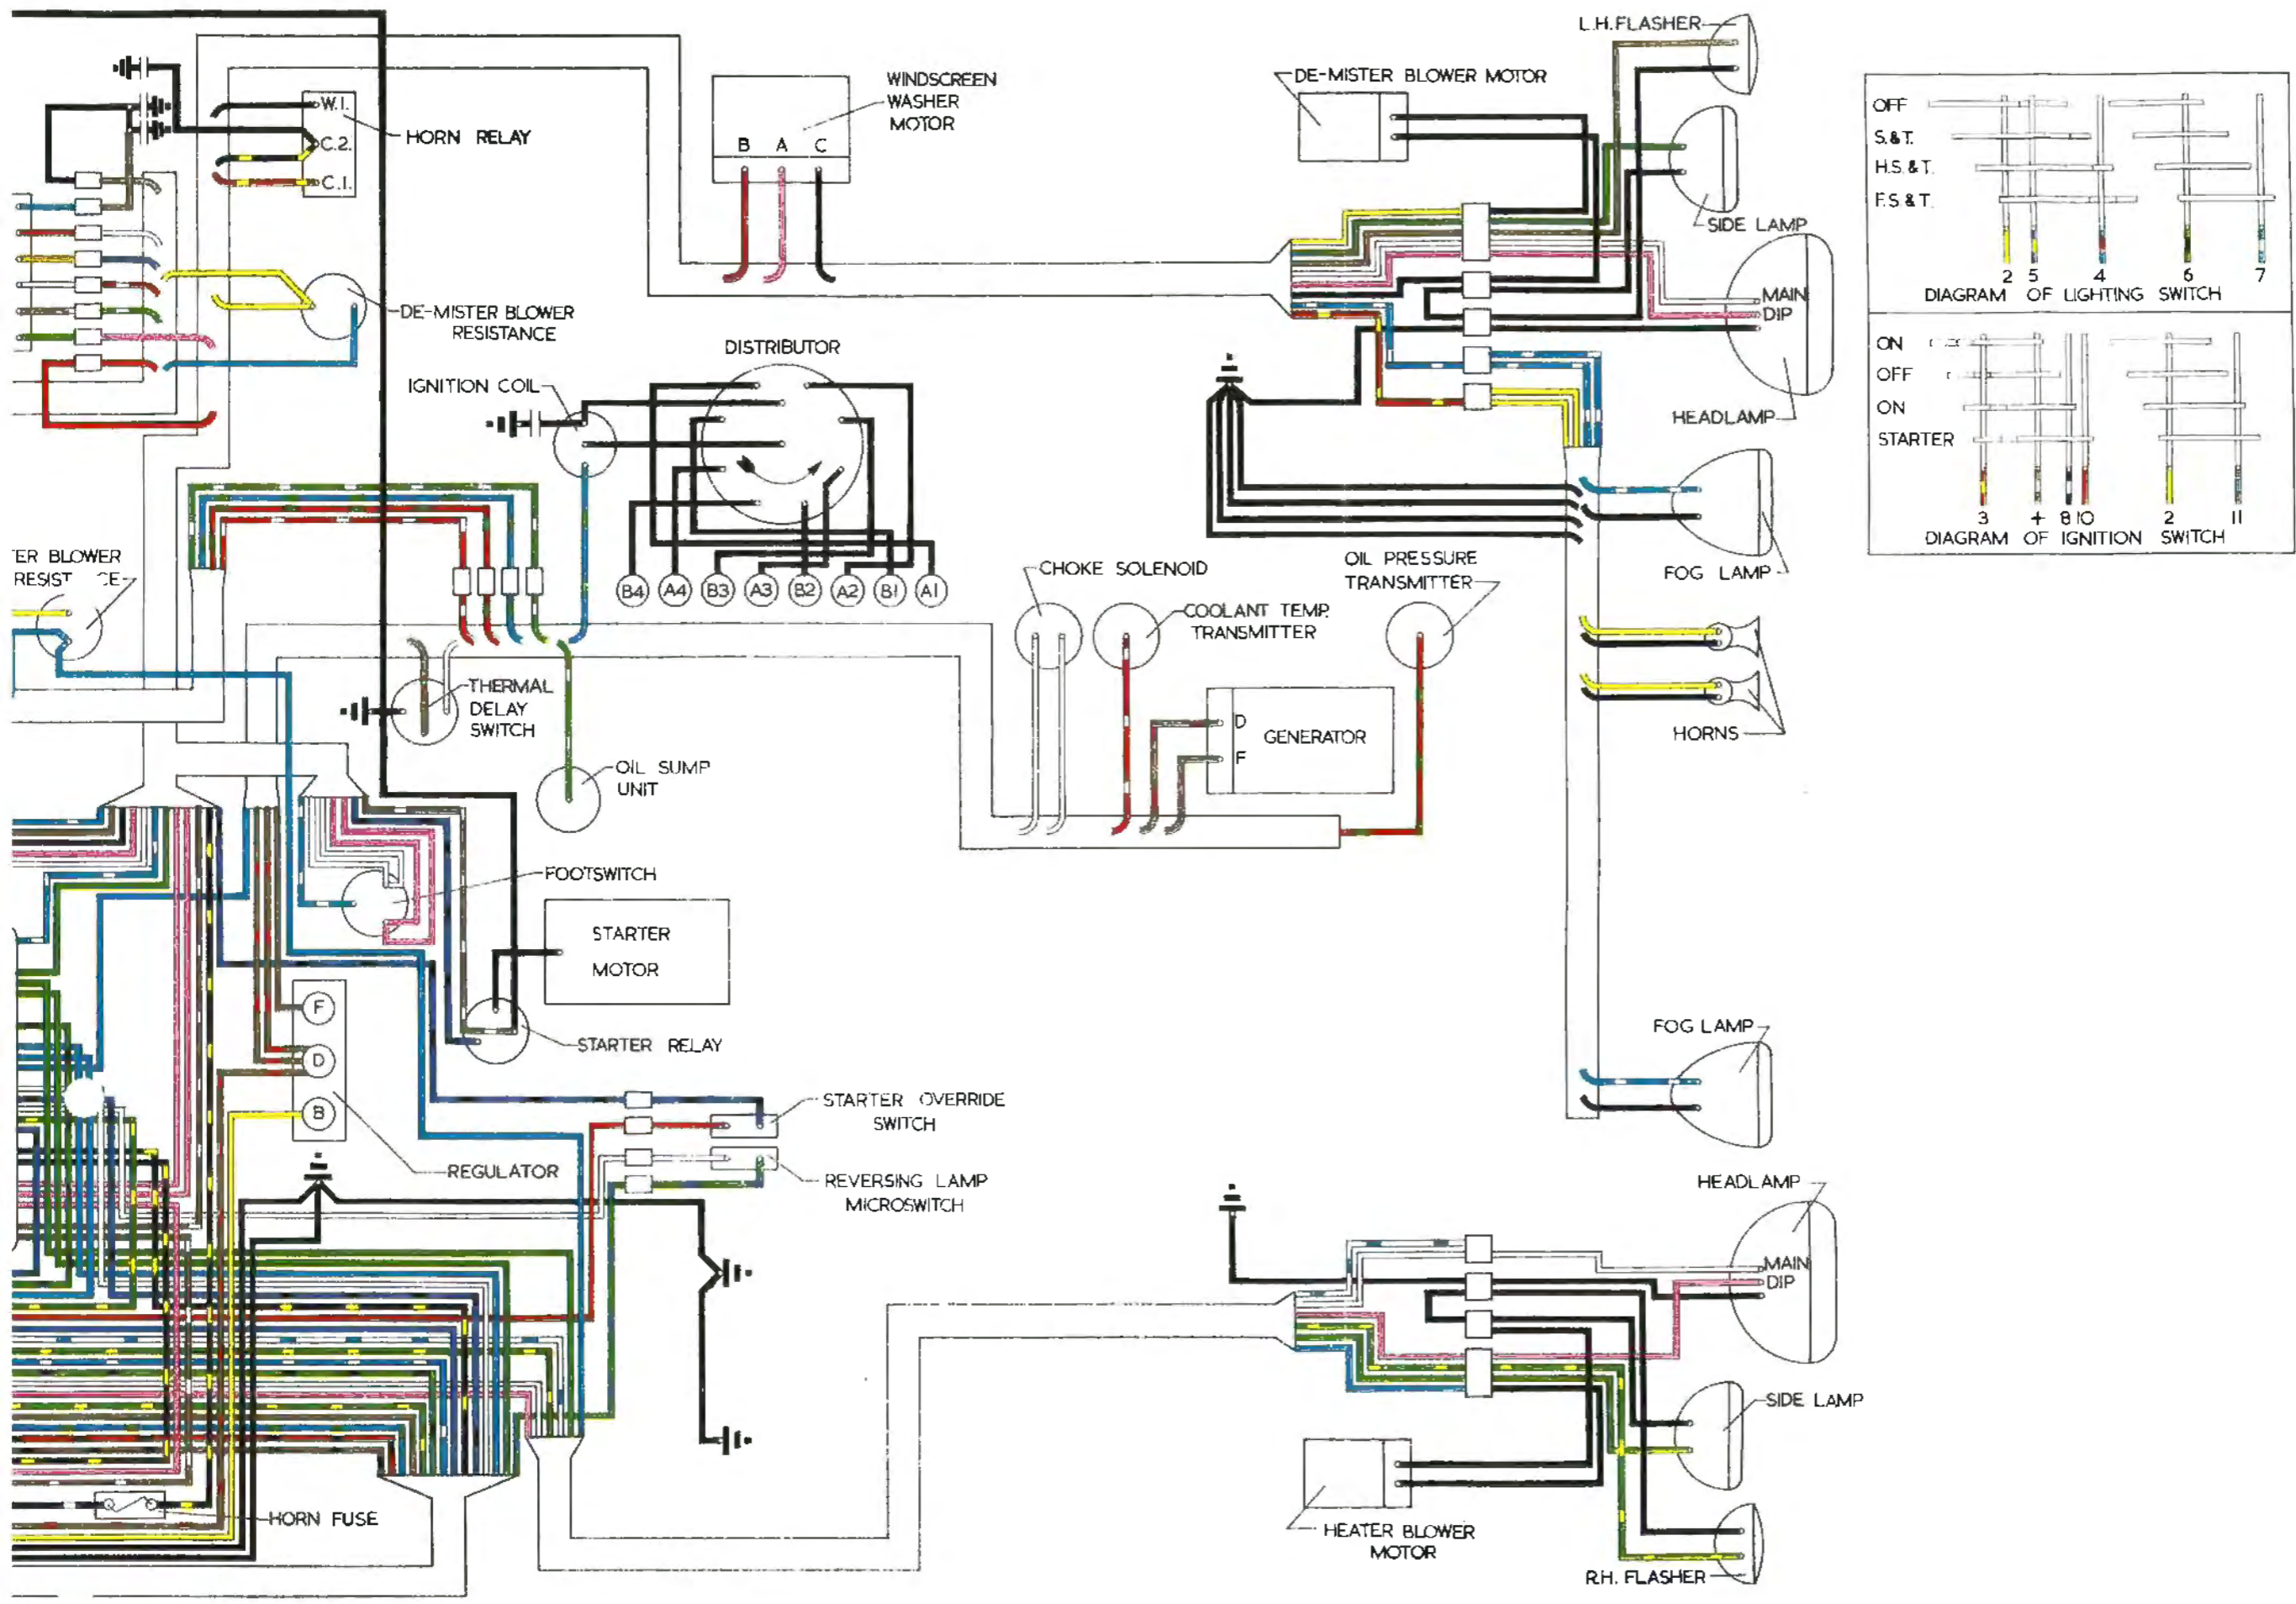 L.H. FLASHER
DE-MISTER BLOWER MOTOR
WINDSCREEN
WASHER
MOTOR
B A C
W.1.
C.2.
C.1.
HORN RELAY
SIDE LAMP
MAIN
DIP
HEADLAMP
OFF
S.&T.
H.S.&T.
F.S.&T.
2 5 4 6 7
DIAGRAM OF LIGHTING SWITCH
ON
OFF
ON
STARTER
3 + 8 10 2 11
DIAGRAM OF IGNITION SWITCH
DE-MISTER BLOWER
RESISTANCE
DISTRIBUTOR
IGNITION COIL
B4 A4 B3 A3 B2 A2 B1 A1
TER BLOWER
RESIST CE
FOG LAMP
CHOKE SOLENOID
OIL PRESSURE
TRANSMITTER
COOLANT TEMP.
TRANSMITTER
THERMAL
DELAY
SWITCH
D
F
GENERATOR
HORNS
OIL SUMP
UNIT
FOOTSWITCH
STARTER
MOTOR
F
D
B
STARTER RELAY
REGULATOR
STARTER OVERRIDE
SWITCH
REVERSING LAMP
MICROSWITCH
FOG LAMP
HEADLAMP
MAIN
DIP
SIDE LAMP
HEATER BLOWER
MOTOR
R.H. FLASHER
HORN FUSE